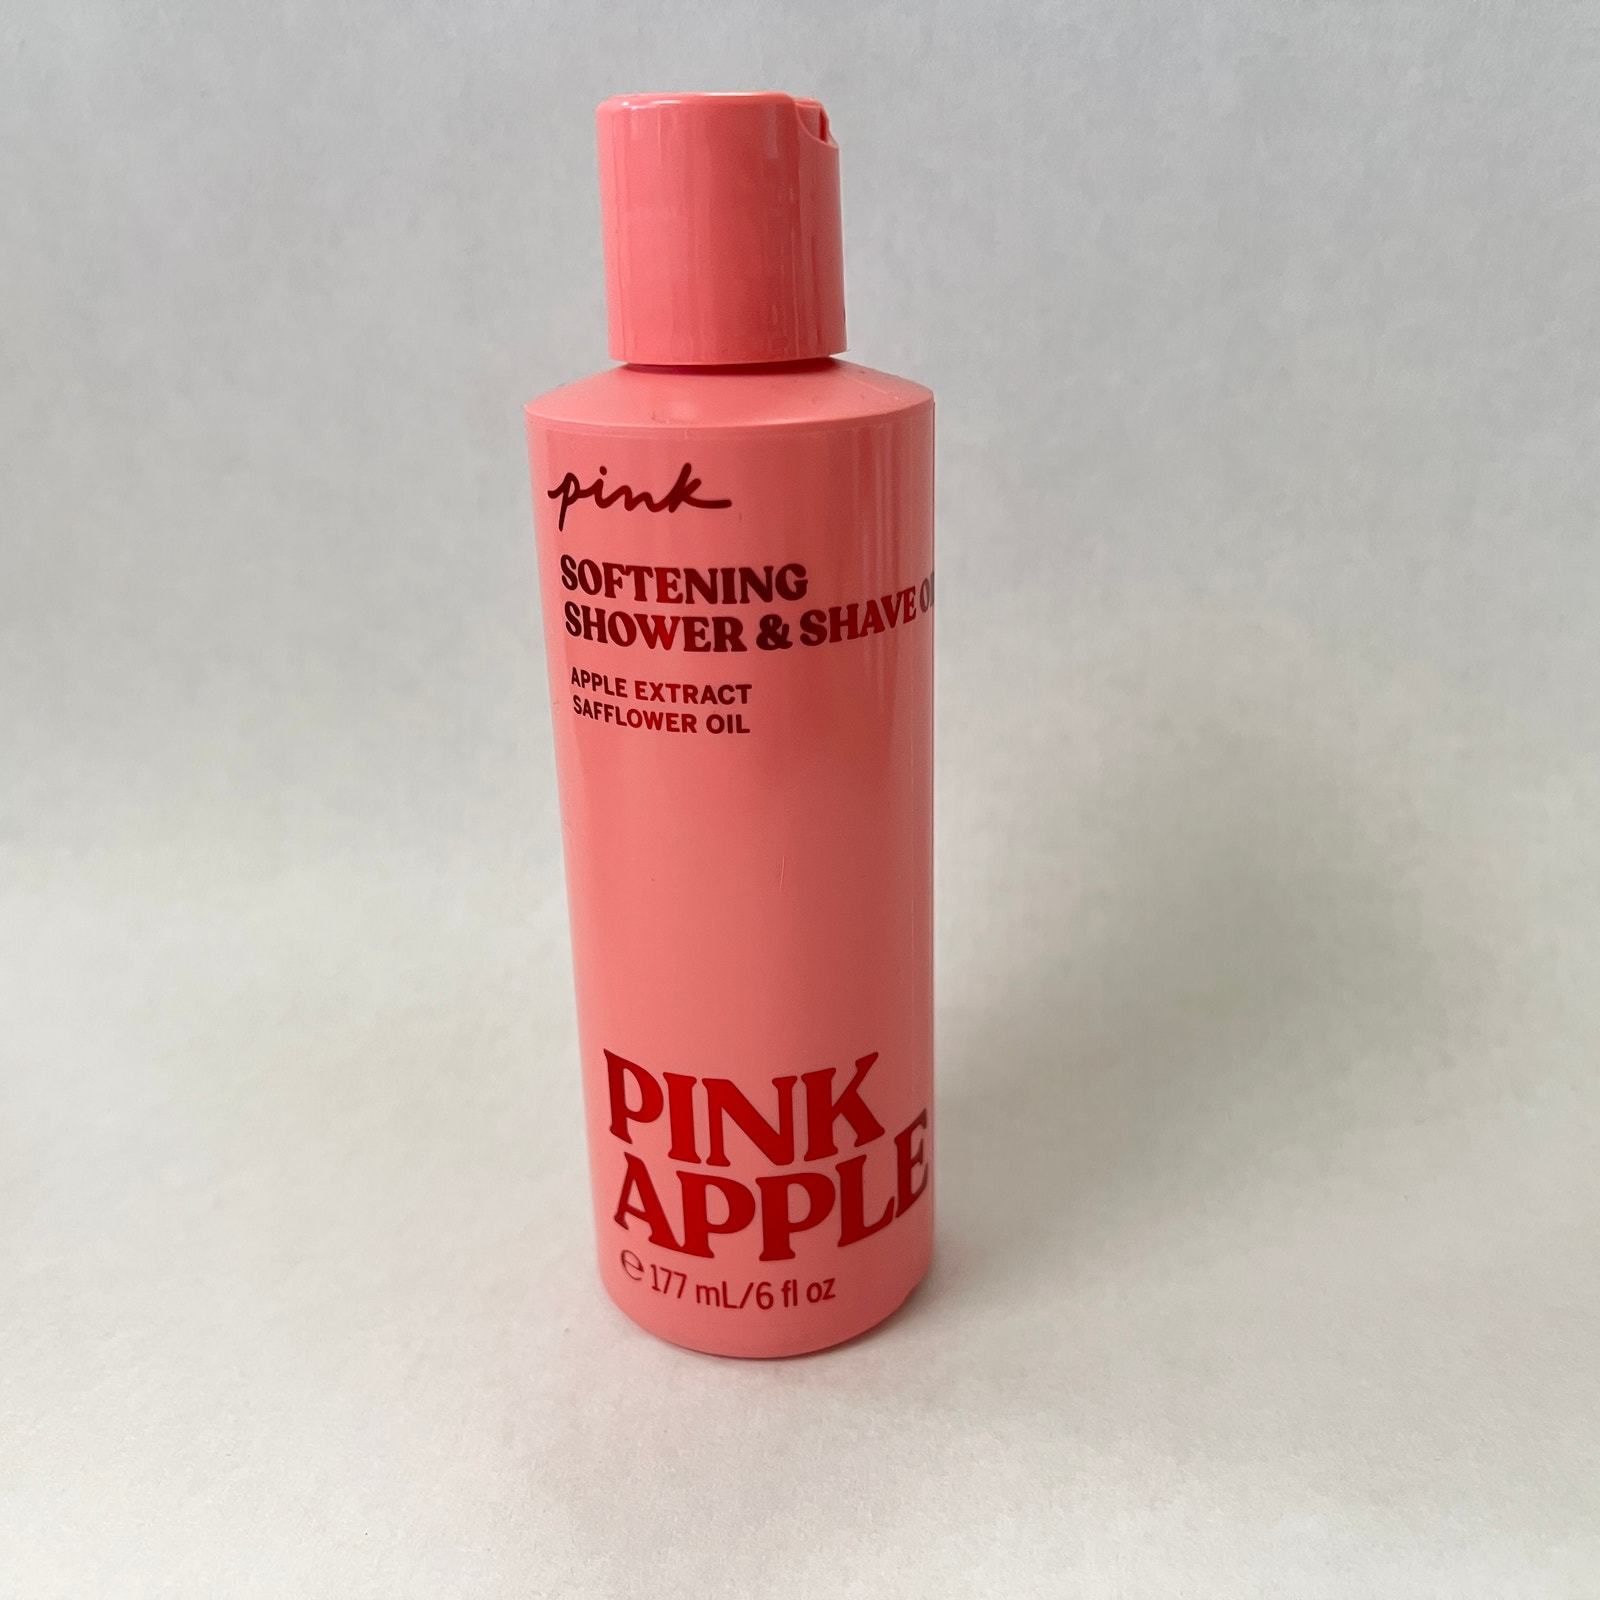 pink
SOFTENING
SHOWER & SHAVE
APPLE EXTRACT
SAFFLOWER OIL
PINK
APPLE
℮ 177 mL/6 fl oz